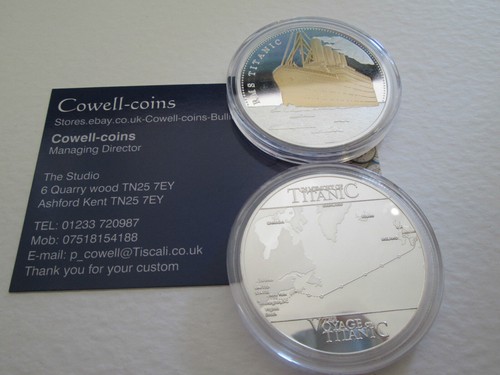 Cowell-coins
Stores.ebay.co.uk-Cowell-coins-Bull
Cowell-coins
Managing Director
The Studio
6 Quarry wood TN25 7EY
Ashford Kent TN25 7EY
TEL: 01233 720987
Mob: 07518154188
E-mail: p_cowell@Tiscali.co.uk
Thank you for your custom
RMS TITANIC
TITANIC
VOYAGE
TITANIC